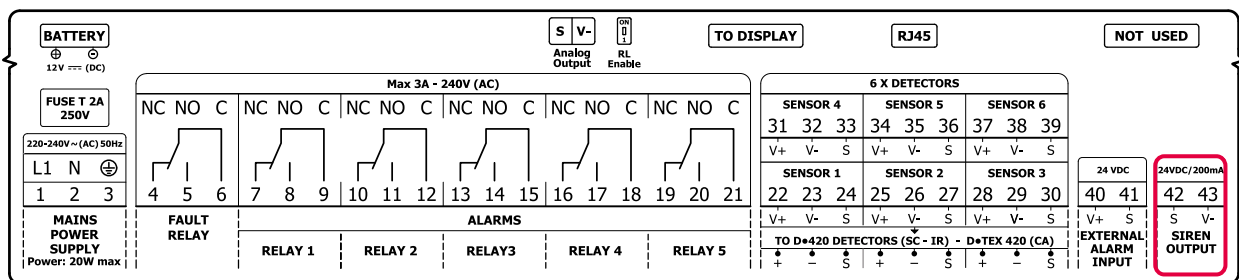 BATTERY
⊕ ⊖
12V ⎓ (DC)
FUSE T 2A
250V
220-240V~(AC) 50Hz
L1 N ⏚
1 2 3
MAINS
POWER
SUPPLY
Power: 20W max
S V-
Analog
Output
ON
1
RL
Enable
TO DISPLAY
RJ45
NOT USED
Max 3A - 240V (AC)
NC NO C NC NO C NC NO C NC NO C NC NO C NC NO C
4 5 6 7 8 9 10 11 12 13 14 15 16 17 18 19 20 21
FAULT
RELAY
ALARMS
RELAY 1 RELAY 2 RELAY3 RELAY 4 RELAY 5
6 X DETECTORS
SENSOR 4 SENSOR 5 SENSOR 6
31 32 33 34 35 36 37 38 39
V+ V- S V+ V- S V+ V- S
SENSOR 1 SENSOR 2 SENSOR 3
22 23 24 25 26 27 28 29 30
V+ V- S V+ V- S V+ V- S
TO D●420 DETECTORS (SC - IR) - D●TEX 420 (CA)
+ - S + - S + - S
24 VDC
40 41
V+ S
EXTERNAL
ALARM
INPUT
24VDC/200mA
42 43
S V-
SIREN
OUTPUT